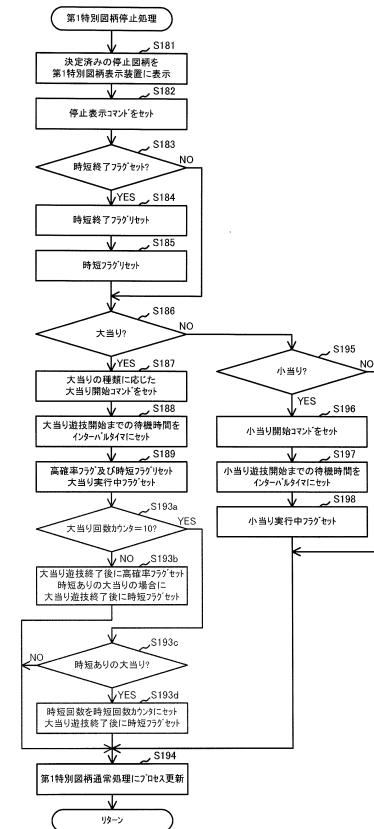 第1特別図柄停止処理
S181
決定済みの停止図柄を
第1特別図柄表示装置に表示
S182
停止表示コマンドをセット
S183
時短終了フラグセット?
NO
YES
S184
時短終了フラグリセット
S185
時短フラグリセット
S186
大当り?
NO
YES
S187
大当りの種類に応じた
大当り開始コマンドをセット
S188
大当り遊技開始までの待機時間を
インターバルタイマにセット
S189
高確率フラグ及び時短フラグリセット
大当り実行中フラグセット
S193a
大当り回数カウンタ=10?
YES
NO
S193b
大当り遊技終了後に高確率フラグセット
時短ありの大当りの場合に
大当り遊技終了後に時短フラグセット
S193c
時短ありの大当り?
NO
YES
S193d
時短回数を時短回数カウンタにセット
大当り遊技終了後に時短フラグセット
S194
第1特別図柄通常処理にプロセス更新
リターン
S195
小当り?
NO
YES
S196
小当り開始コマンドをセット
S197
小当り遊技開始までの待機時間を
インターバルタイマにセット
S198
小当り実行中フラグセット